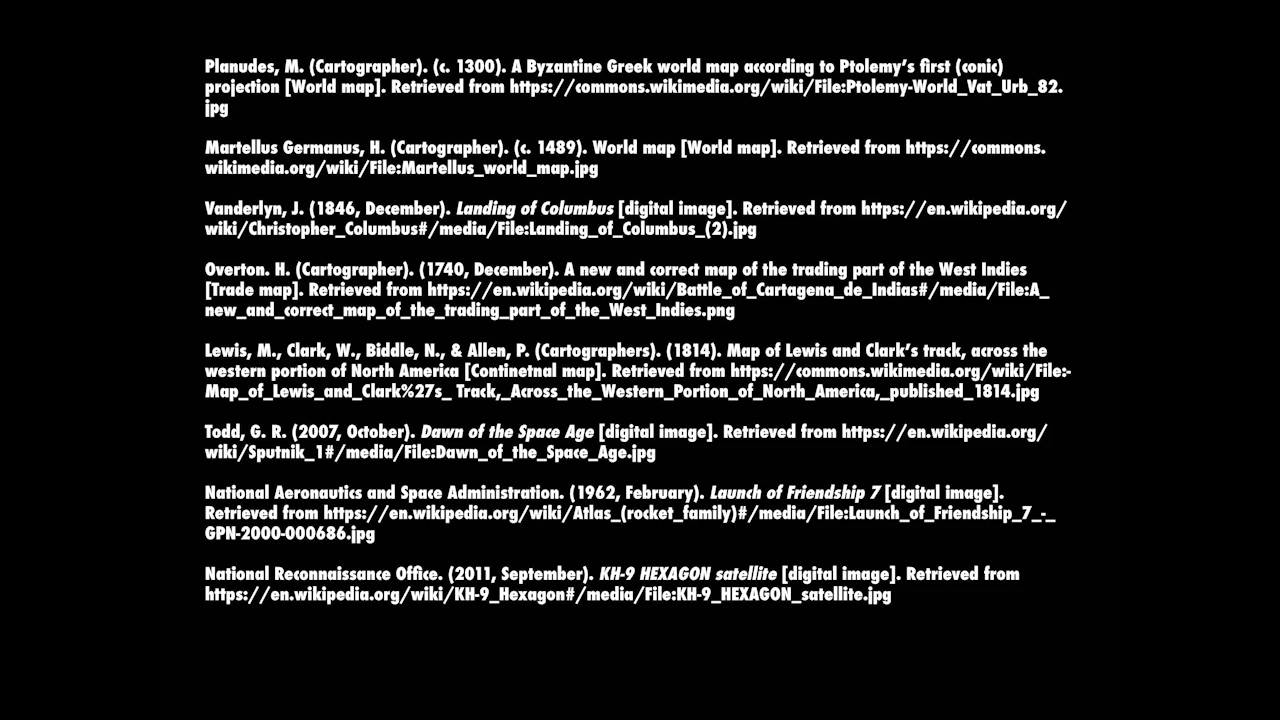 Planudes, M. (Cartographer). (c. 1300). A Byzantine Greek world map according to Ptolemy's first (conic)
projection [World map]. Retrieved from https://commons.wikimedia.org/wiki/File:Ptolemy-World_Vat_Urb_82.
jpg
Martellus Germanus, H. (Cartographer). (c. 1489). World map [World map]. Retrieved from https://commons.
wikimedia.org/wiki/File:Martellus_world_map.jpg
Vanderlyn, J. (1846, December). Landing of Columbus [digital image]. Retrieved from https://en.wikipedia.org/
wiki/Christopher_Columbus#/media/File:Landing_of_Columbus_(2).jpg
Overton. H. (Cartographer). (1740, December). A new and correct map of the trading part of the West Indies
[Trade map]. Retrieved from https://en.wikipedia.org/wiki/Battle_of_Cartagena_de_Indias#/media/File:A_
new_and_correct_map_of_the_trading_part_of_the_West_Indies.png
Lewis, M., Clark, W., Biddle, N., & Allen, P. (Cartographers). (1814). Map of Lewis and Clark's track, across the
western portion of North America [Continetnal map]. Retrieved from https://commons.wikimedia.org/wiki/File:-
Map_of_Lewis_and_Clark%27s_ Track,_Across_the_Western_Portion_of_North_America,_published_1814.jpg
Todd, G. R. (2007, October). Dawn of the Space Age [digital image]. Retrieved from https://en.wikipedia.org/
wiki/Sputnik_1#/media/File:Dawn_of_the_Space_Age.jpg
National Aeronautics and Space Administration. (1962, February). Launch of Friendship 7 [digital image].
Retrieved from https://en.wikipedia.org/wiki/Atlas_(rocket_family)#/media/File:Launch_of_Friendship_7_-_
GPN-2000-000686.jpg
National Reconnaissance Office. (2011, September). KH-9 HEXAGON satellite [digital image]. Retrieved from
https://en.wikipedia.org/wiki/KH-9_Hexagon#/media/File:KH-9_HEXAGON_satellite.jpg